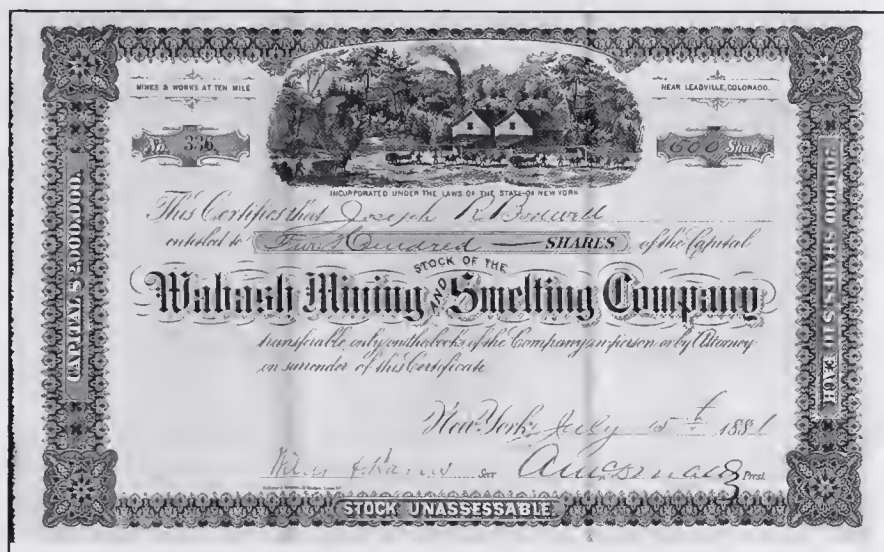 MINES & WORKS AT TEN MILE
NEAR LEADVILLE, COLORADO.
No. 336.
500 Shares
INCORPORATED UNDER THE LAWS OF THE STATE OF NEW YORK
This Certifies that Joseph R. Bodwell
entitled to Five Hundred SHARES of the Capital
STOCK OF THE
Wabash Mining AND Smelting Company
transferable only on the books of the Company in person or by Attorney
on surrender of this Certificate
New York, July 15th 1881
Secy
Prest
CAPITAL $2,000,000.
200,000 SHARES $10 EACH
STOCK UNASSESSABLE